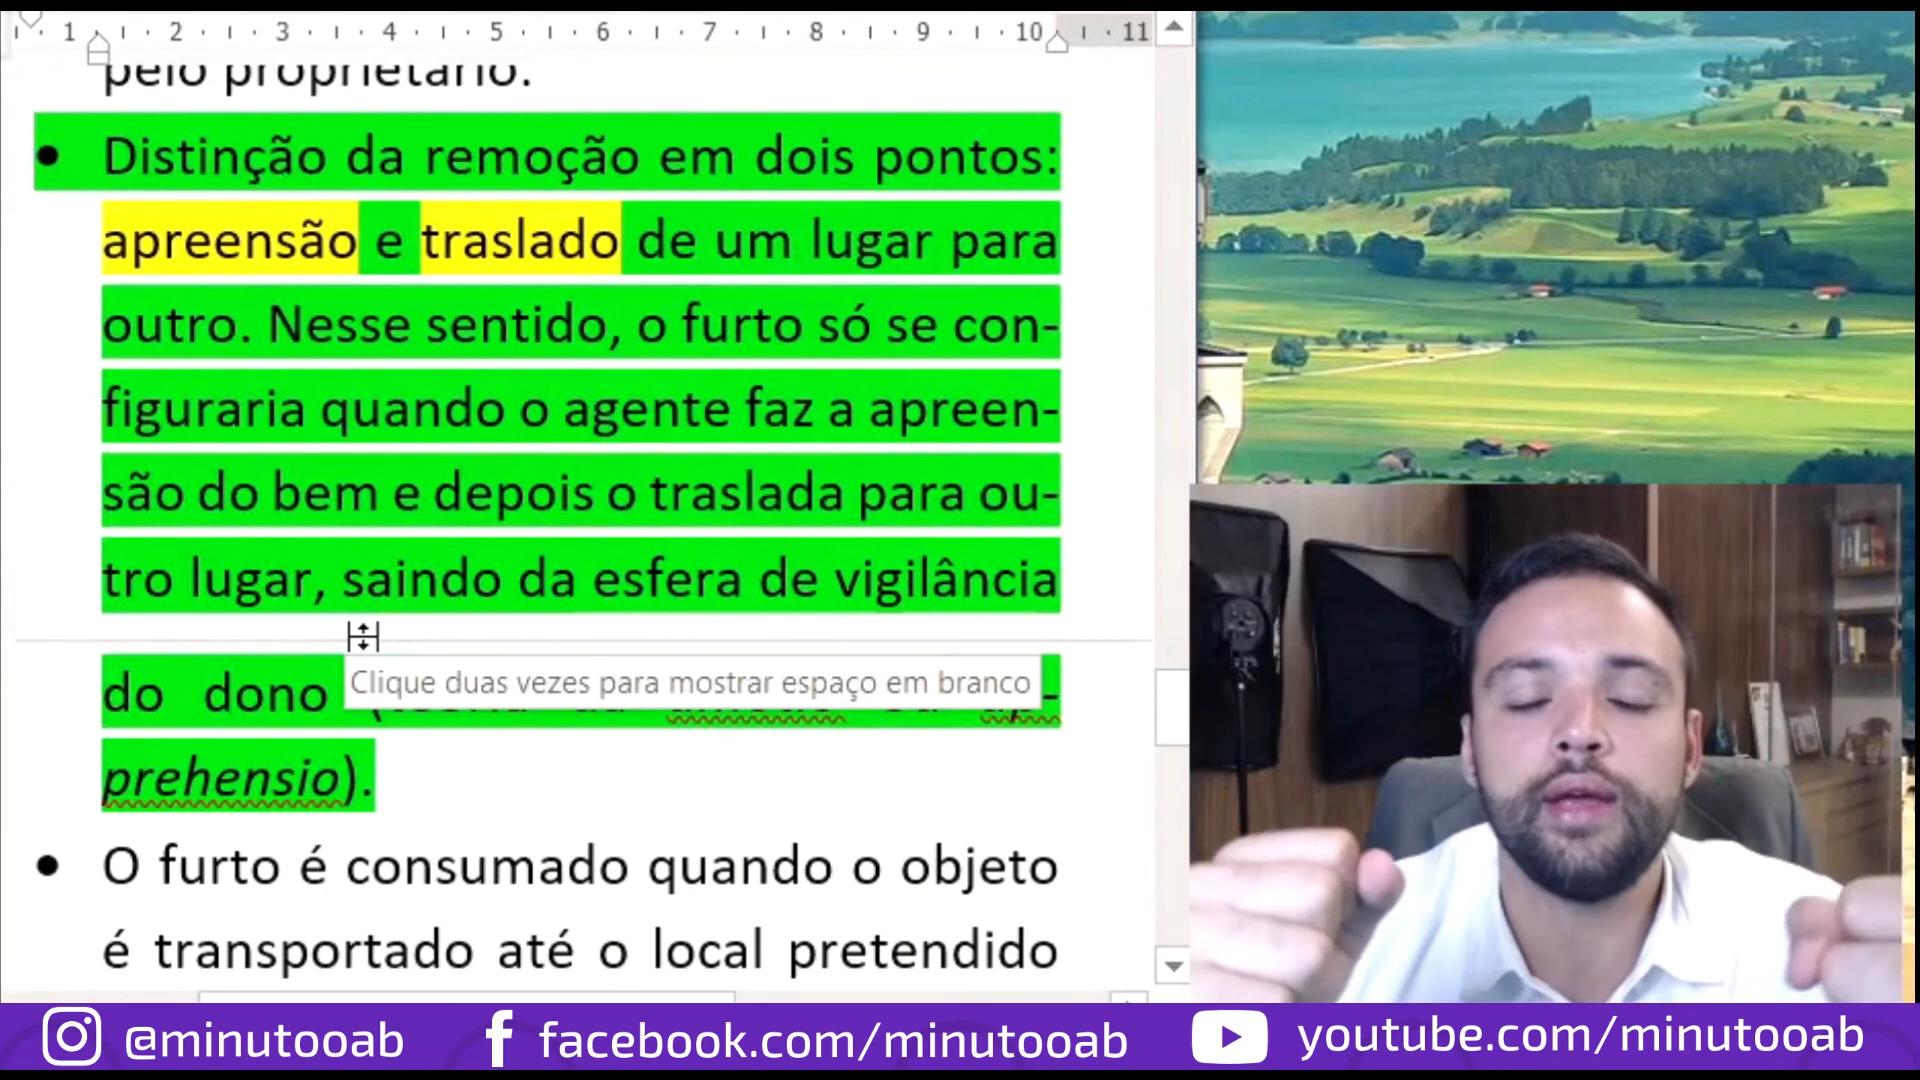 1 2 3 4 5 6 7 8 9 10 11
pelo proprietário.
• Distinção da remoção em dois pontos:
apreensão e traslado de um lugar para
outro. Nesse sentido, o furto só se con-
figuraria quando o agente faz a apreen-
são do bem e depois o traslada para ou-
tro lugar, saindo da esfera de vigilância
do dono
Clique duas vezes para mostrar espaço em branco
prehensio).
• O furto é consumado quando o objeto
é transportado até o local pretendido
@minutooab
facebook.com/minutooab
youtube.com/minutooab